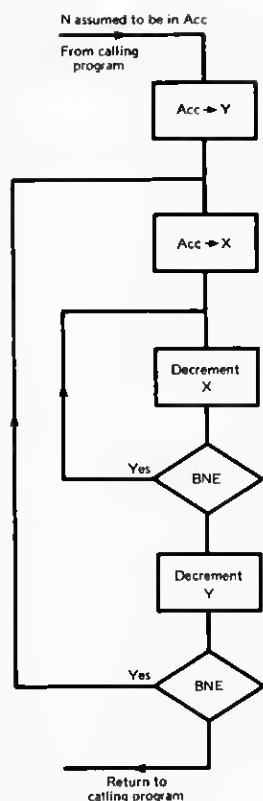 N assumed to be in Acc
From calling
program
Acc → Y
Acc → X
Decrement
X
Yes
BNE
Decrement
Y
Yes
BNE
Return to
calling program